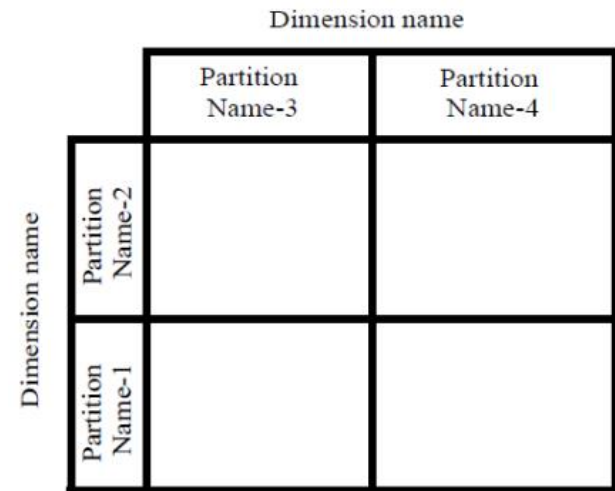 Dimension name
Partition
Name-3
Partition
Name-4
Dimension name
Partition
Name-2
Partition
Name-1